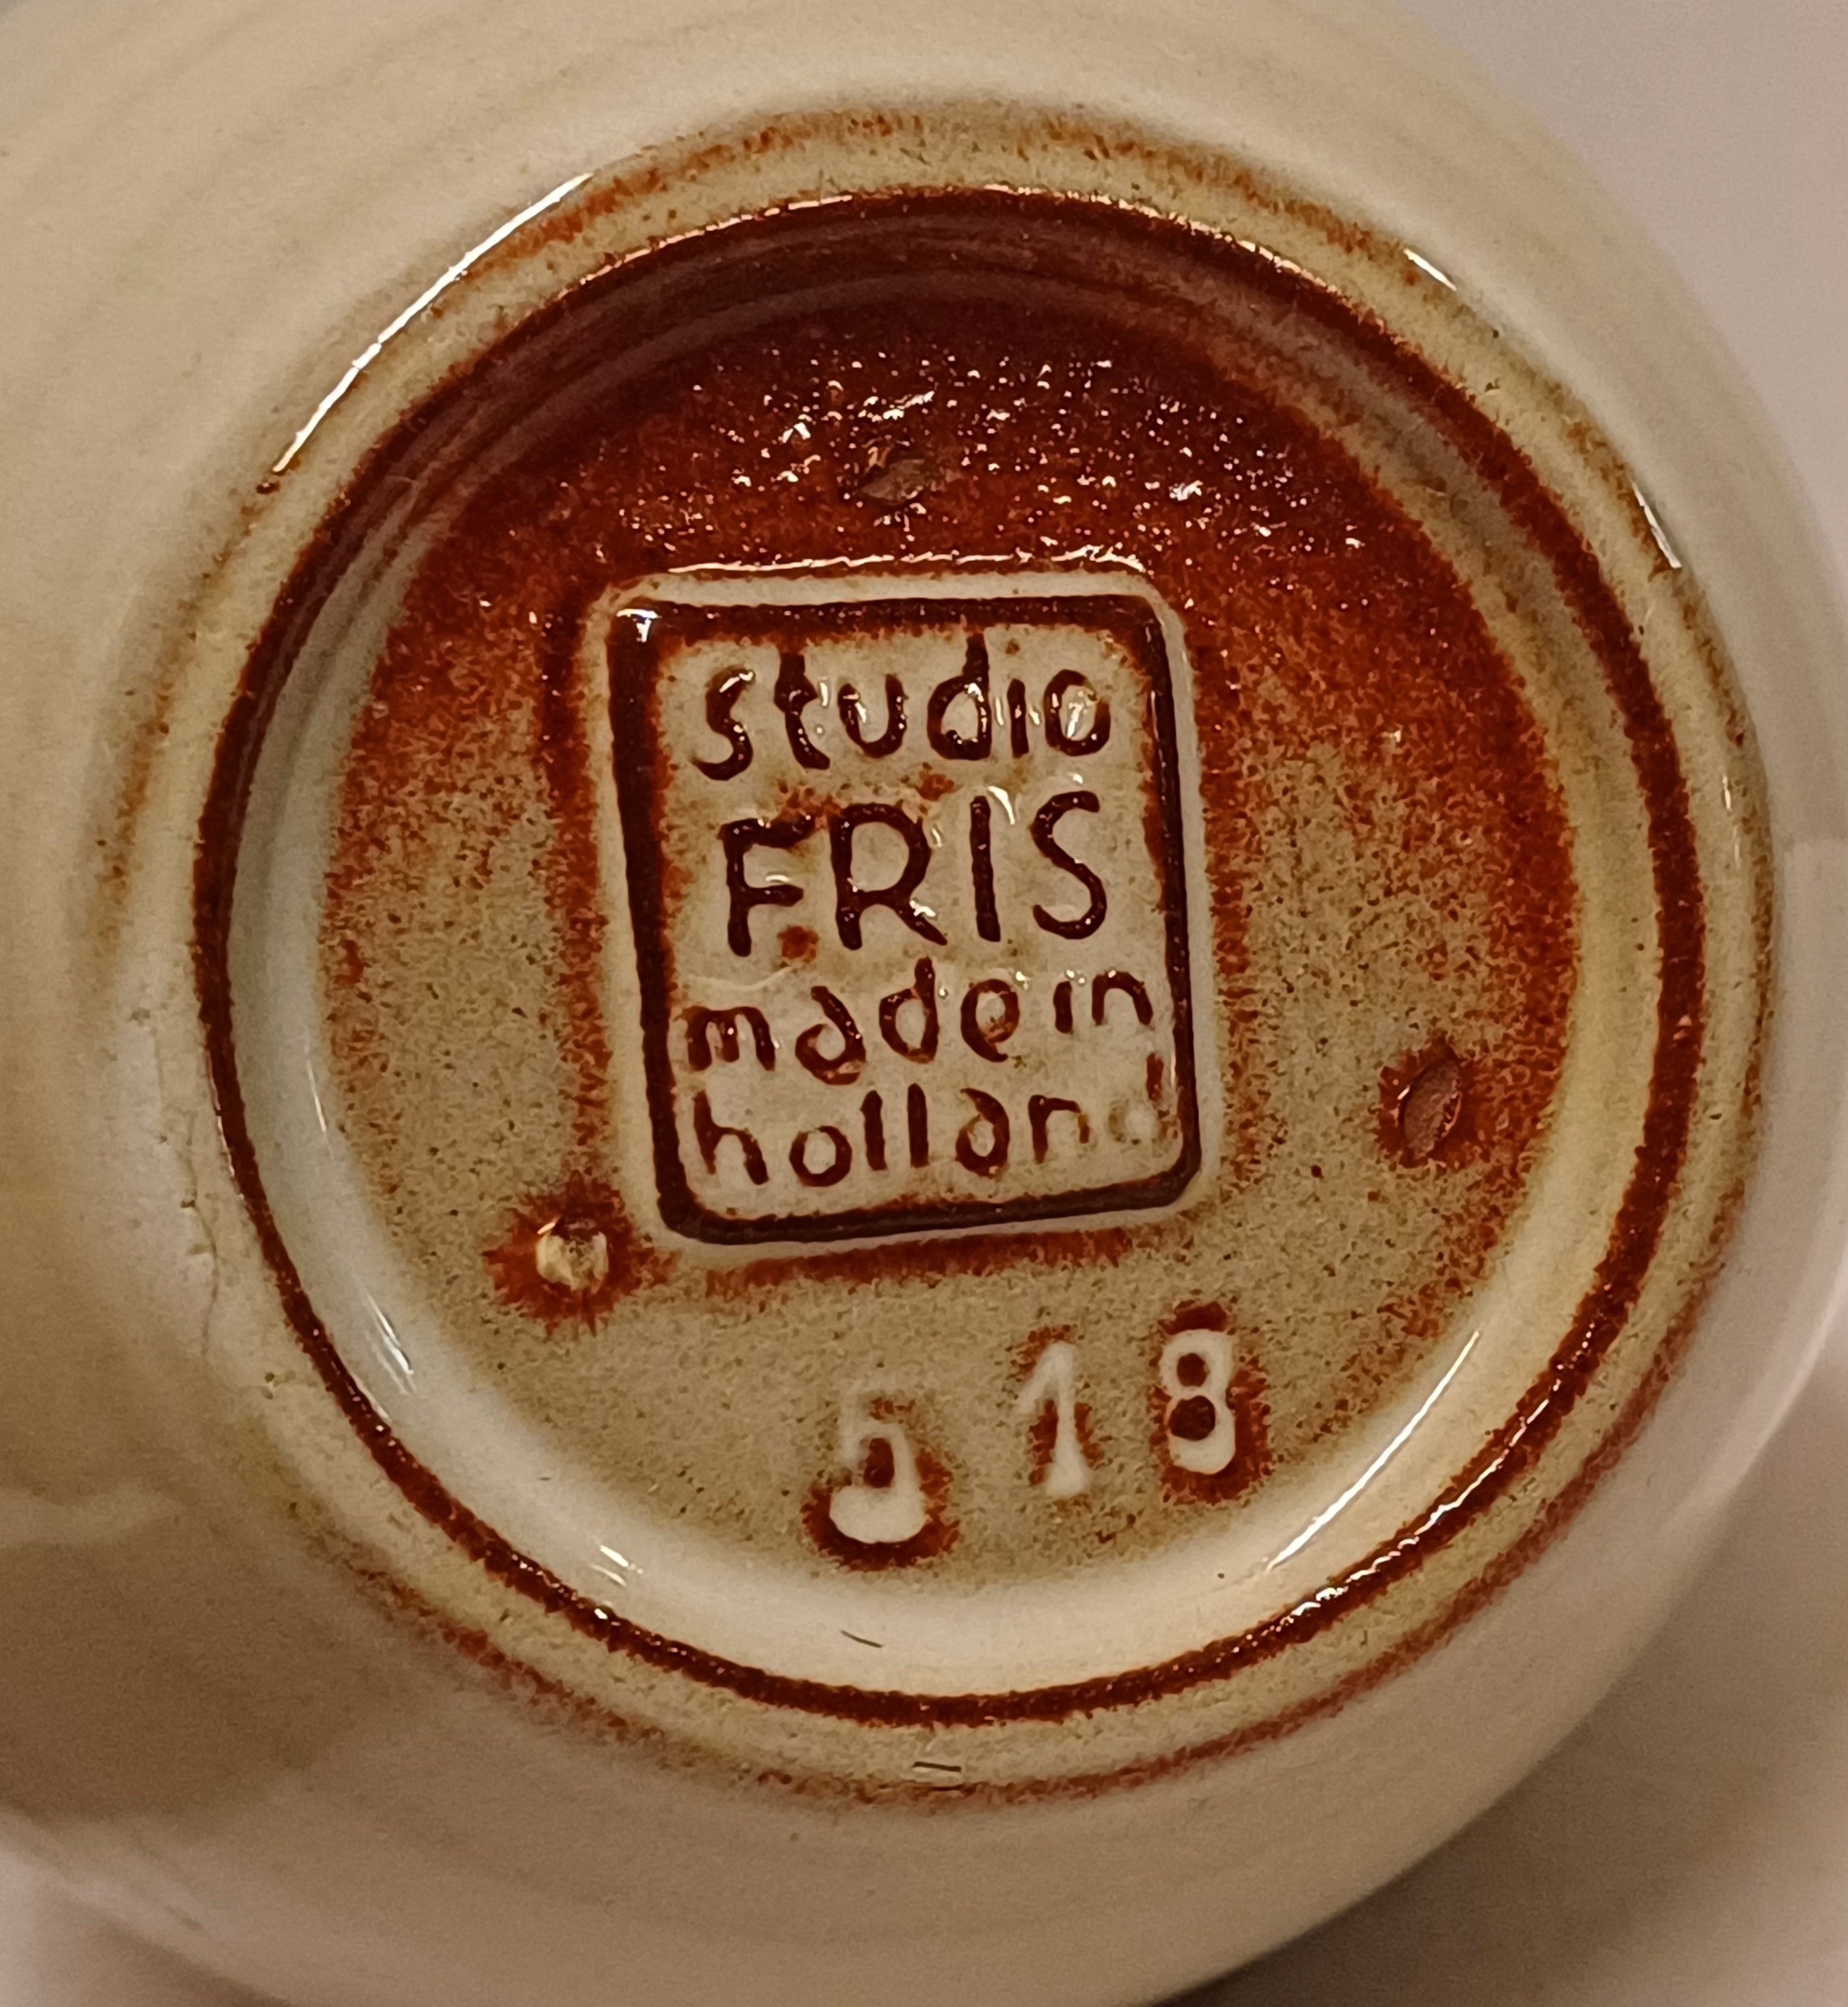 studio
FRIS
made in
holland
518